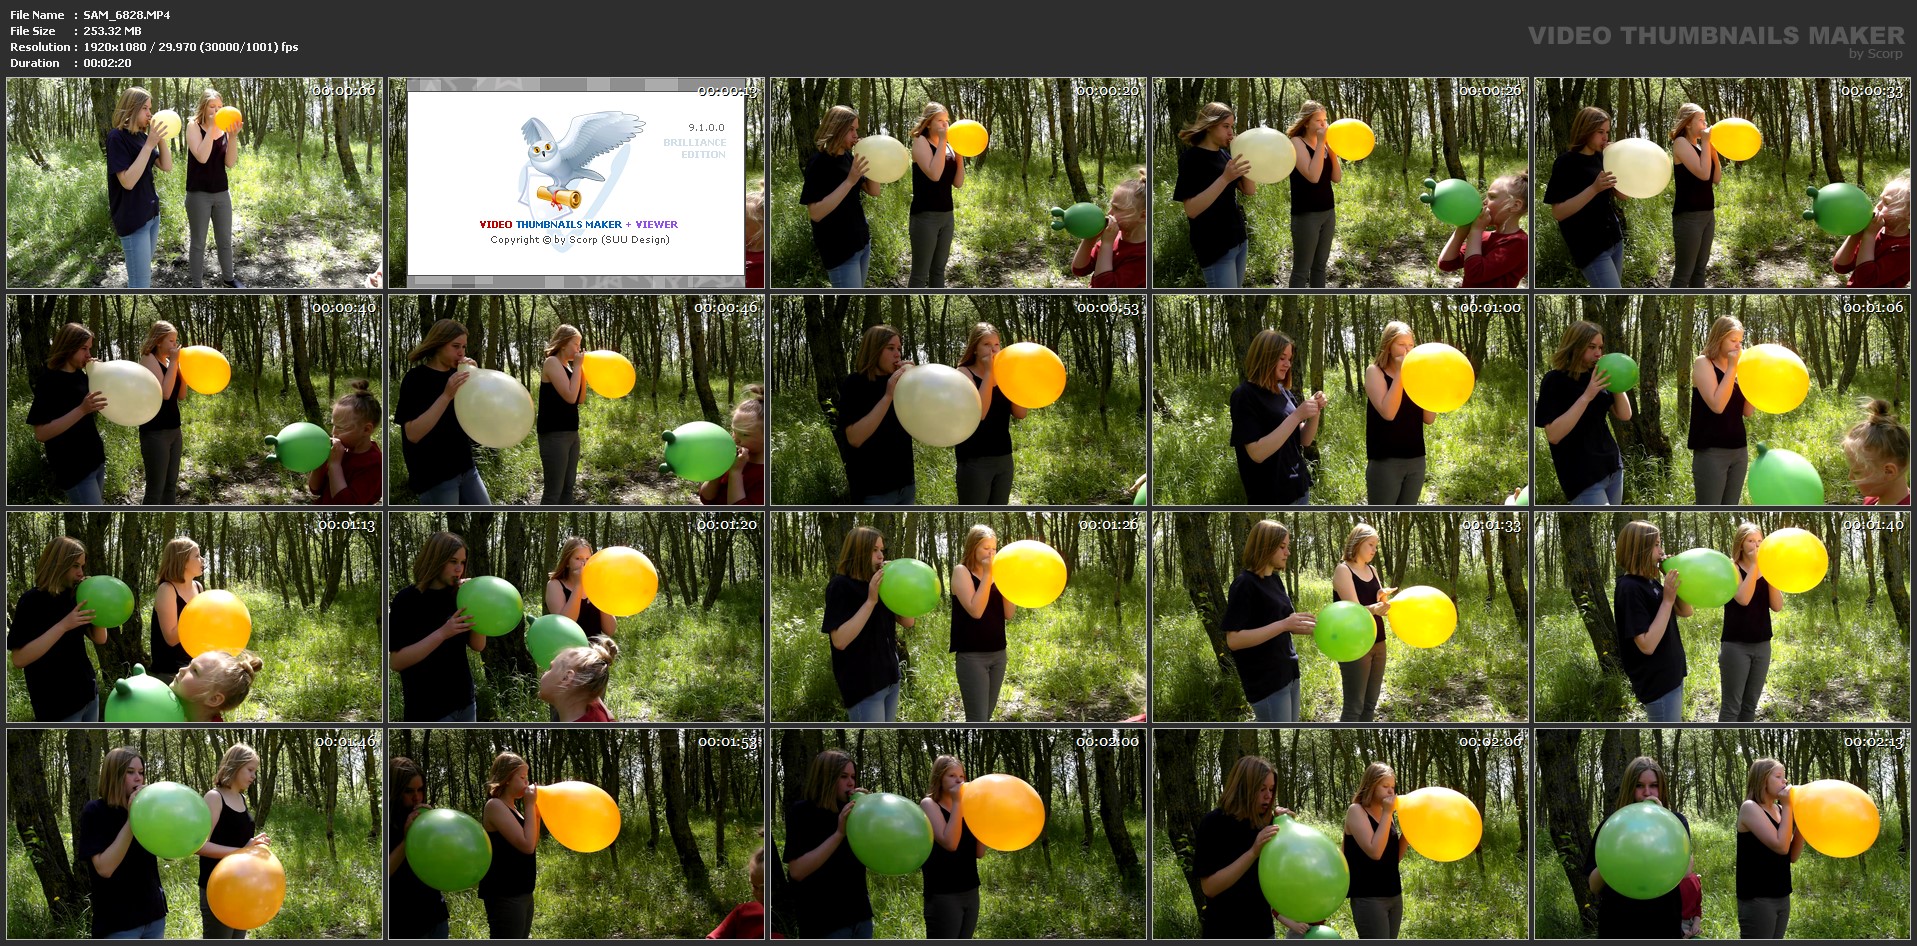 File Name : SAM_6828.MP4
File Size : 253.32 MB
Resolution : 1920x1080 / 29.970 (30000/1001) fps
Duration : 00:02:20
VIDEO THUMBNAILS MAKER
by Scorp
00:00:06
00:00:13
9.1.0.0
BRILLIANCE
EDITION
VIDEO THUMBNAILS MAKER + VIEWER
Copyright © by Scorp (SUU Design)
00:00:20
00:00:26
00:00:33
00:00:40
00:00:46
00:00:53
00:01:00
00:01:06
00:01:13
00:01:20
00:01:26
00:01:33
00:01:40
00:01:46
00:01:53
00:02:00
00:02:06
00:02:13